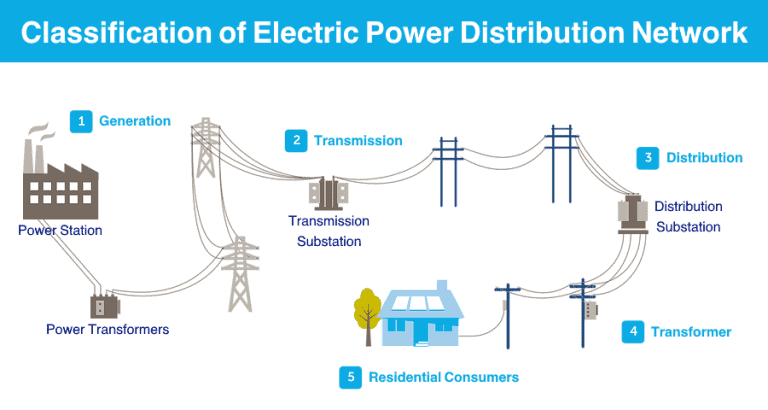 Classification of Electric Power Distribution Network
1 Generation
2 Transmission
3 Distribution
Power Station
Transmission
Substation
Distribution
Substation
Power Transformers
4 Transformer
5 Residential Consumers